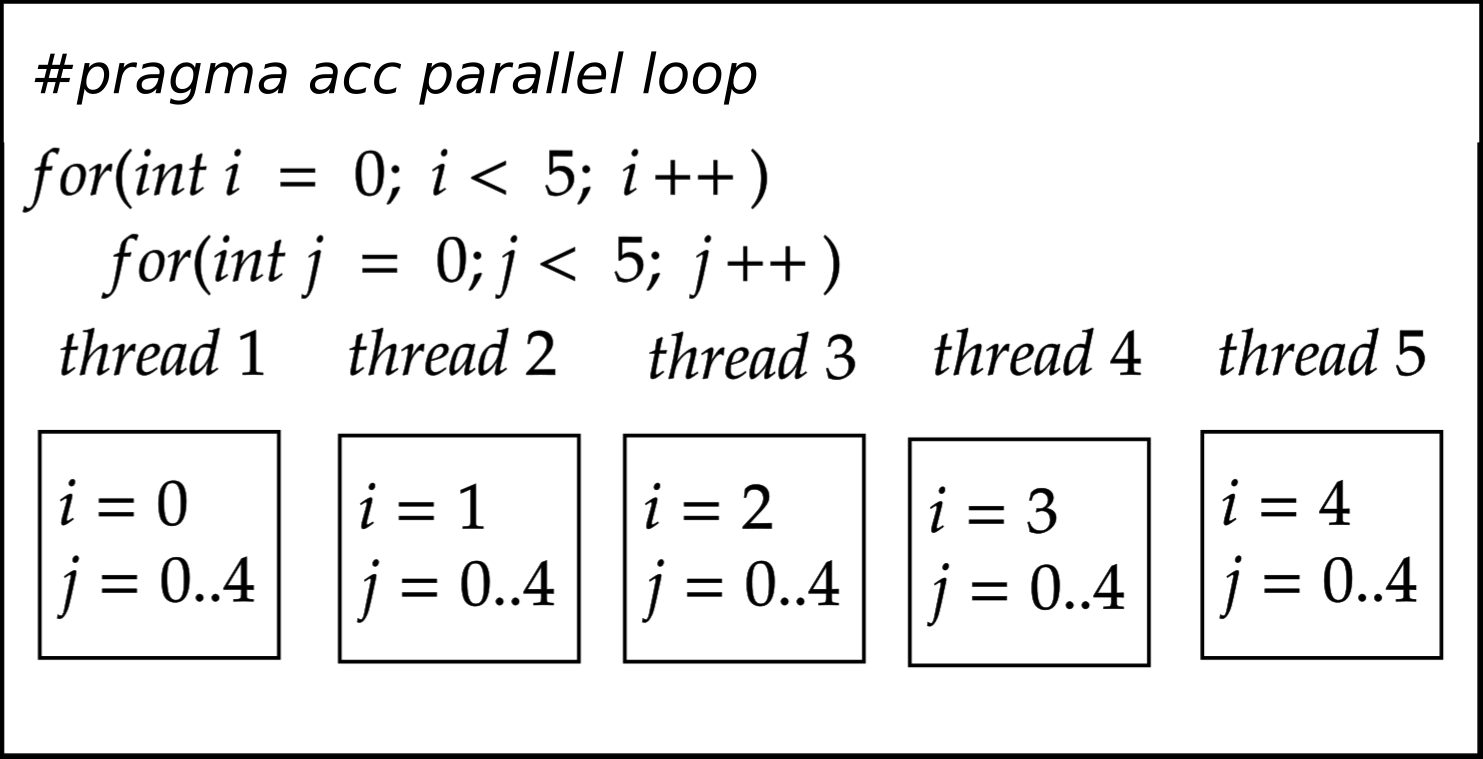 #pragma acc parallel loop
for(int i = 0; i < 5; i ++ )
for(int j = 0; j < 5; j ++ )
thread 1 thread 2 thread 3 thread 4 thread 5
i = 0 i = 1 i = 2 i = 3 i = 4
j = 0..4 j = 0..4 j = 0..4 j = 0..4 j = 0..4